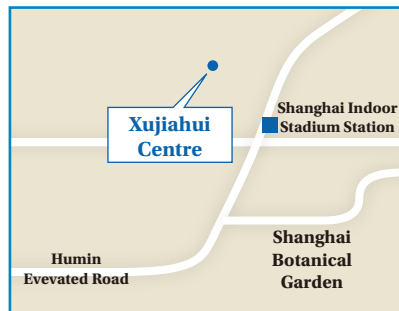 Xujiahui
Centre
Shanghai Indoor
Stadium Station
Humin
Evevated Road
Shanghai
Botanical
Garden